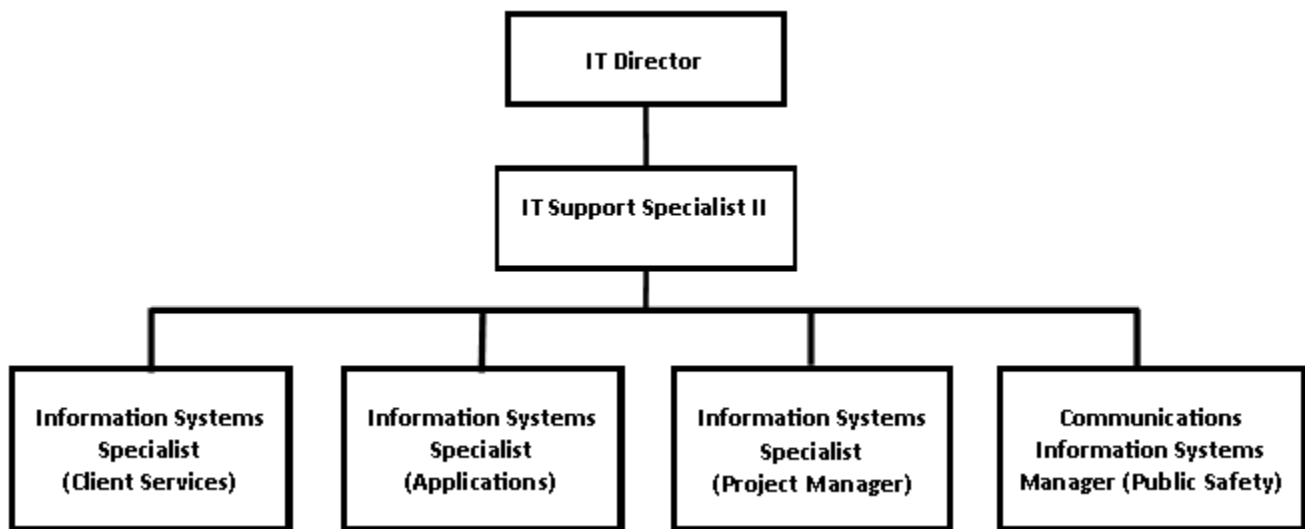 IT Director
IT Support Specialist II
Information Systems
Specialist
(Client Services)
Information Systems
Specialist
(Applications)
Information Systems
Specialist
(Project Manager)
Communications
Information Systems
Manager (Public Safety)